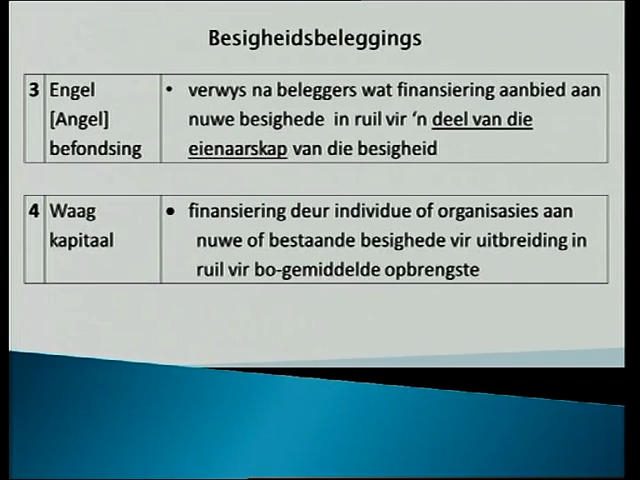 Besigheidsbeleggings
3 Engel • verwys na beleggers wat finansiering aanbied aan
[Angel] nuwe besighede in ruil vir ‘n deel van die
befondsing eienaarskap van die besigheid
4 Waag • finansiering deur individue of organisasies aan
kapitaal nuwe of bestaande besighede vir uitbreiding in
ruil vir bo-gemiddelde opbrengste